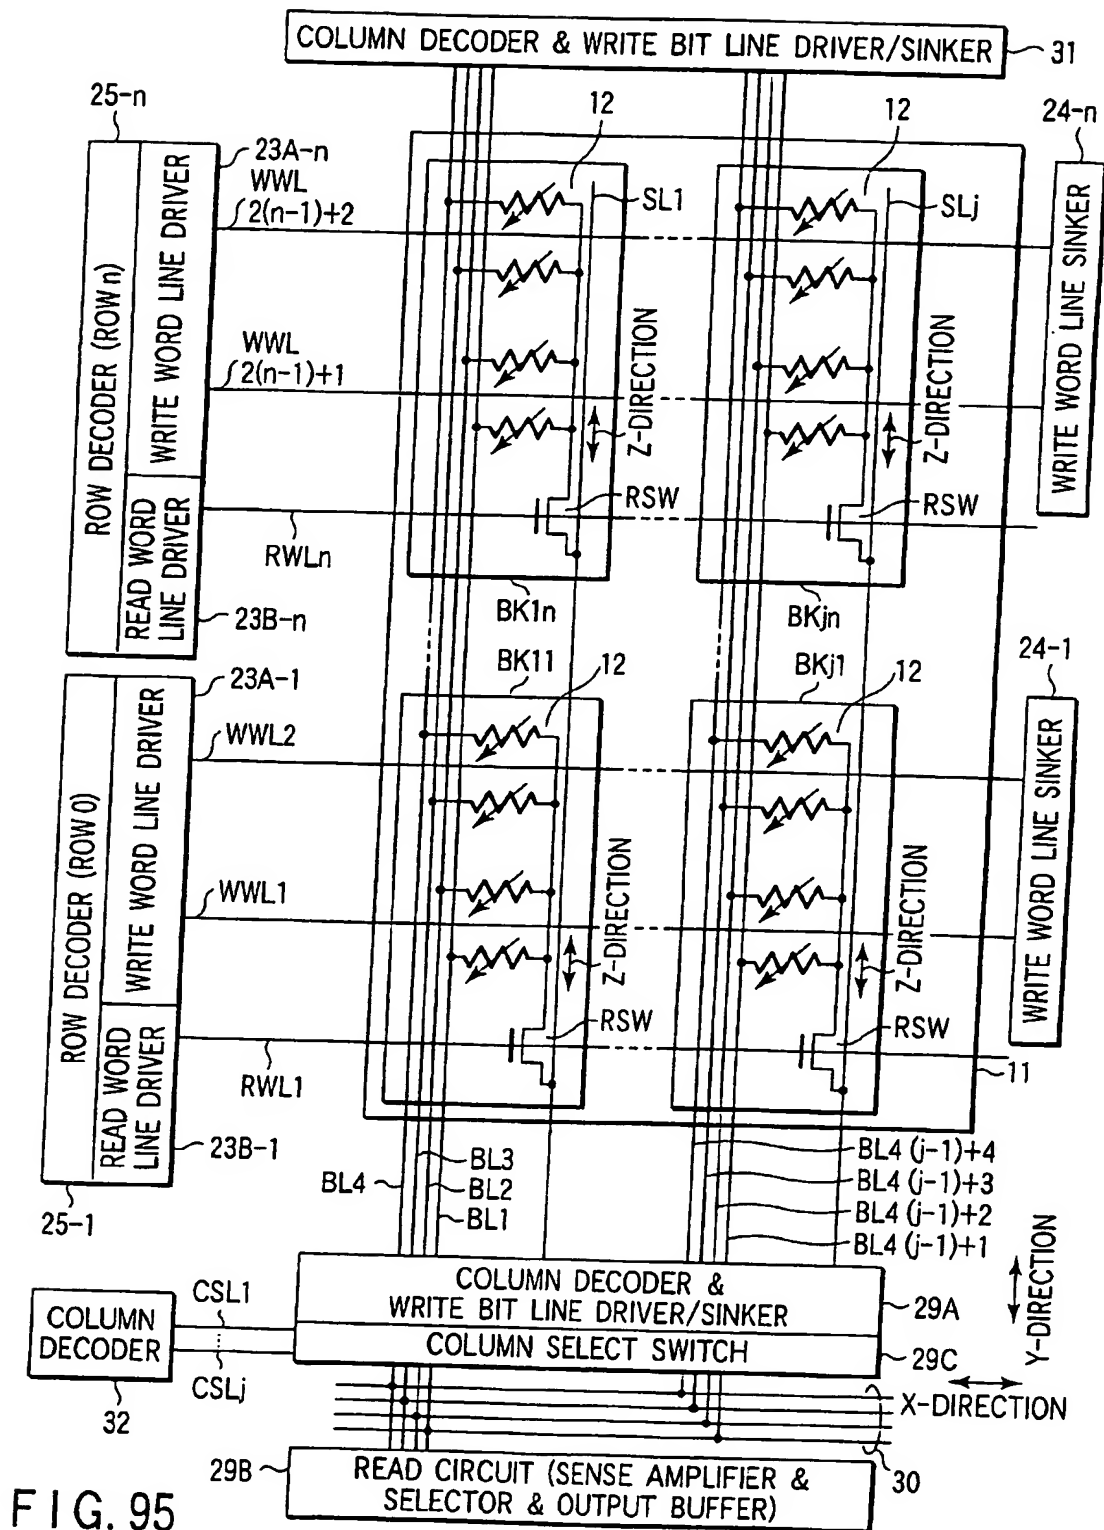 COLUMN DECODER & WRITE BIT LINE DRIVER/SINKER
31
25-n
12
12
24-n
23A-n
WWL
2(n-1)+2
SL1
SLj
ROW DECODER (ROW n)
WRITE WORD LINE DRIVER
WRITE WORD LINE SINKER
WWL
2(n-1)+1
Z-DIRECTION
Z-DIRECTION
READ WORD
LINE DRIVER
RSW
RSW
RWLn
23B-n
BK1n
BKjn
BK11
BKj1
24-1
23A-1
12
12
WWL2
ROW DECODER (ROW 0)
WRITE WORD LINE DRIVER
WRITE WORD LINE SINKER
WWL1
Z-DIRECTION
Z-DIRECTION
READ WORD
LINE DRIVER
RSW
RSW
RWL1
11
23B-1
25-1
BL4
BL3
BL2
BL1
BL4 (j-1)+4
BL4 (j-1)+3
BL4 (j-1)+2
BL4 (j-1)+1
Y-DIRECTION
COLUMN DECODER &
WRITE BIT LINE DRIVER/SINKER
29A
CSL1
COLUMN
DECODER
COLUMN SELECT SWITCH
29C
CSLj
32
X-DIRECTION
30
29B
READ CIRCUIT (SENSE AMPLIFIER &
SELECTOR & OUTPUT BUFFER)
FIG. 95